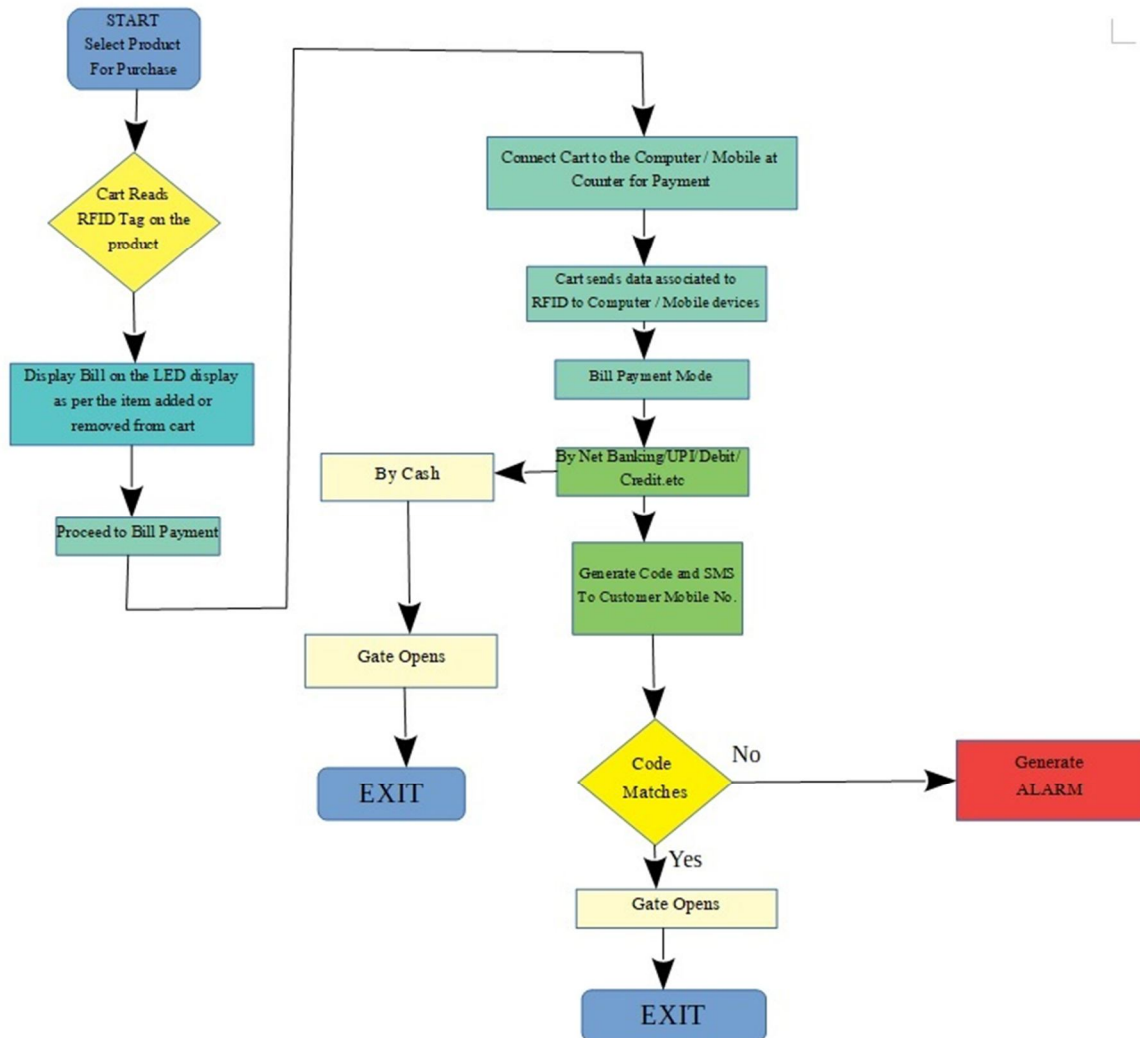 START
Select Product
For Purchase
Cart Reads
RFID Tag on the
product
Display Bill on the LED display
as per the item added or
removed from cart
Proceed to Bill Payment
Connect Cart to the Computer / Mobile at
Counter for Payment
Cart sends data associated to
RFID to Computer / Mobile devices
Bill Payment Mode
By Net Banking/UPI/Debit/
Credit.etc
By Cash
Gate Opens
EXIT
Generate Code and SMS
To Customer Mobile No.
Code
Matches
No
Generate
ALARM
Yes
Gate Opens
EXIT